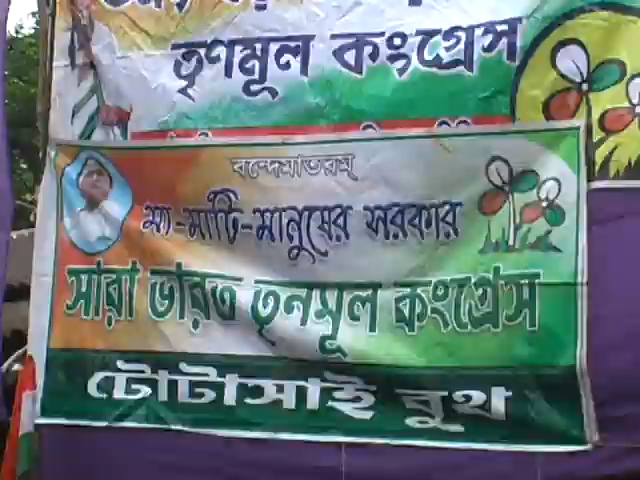 তৃণমূল কংগ্রেস
বন্দেমাতরম্
মা-মাটি-মানুষের সরকার
সারা ভারত তৃনমূল কংগ্রেস
টোটাসাই বুথ